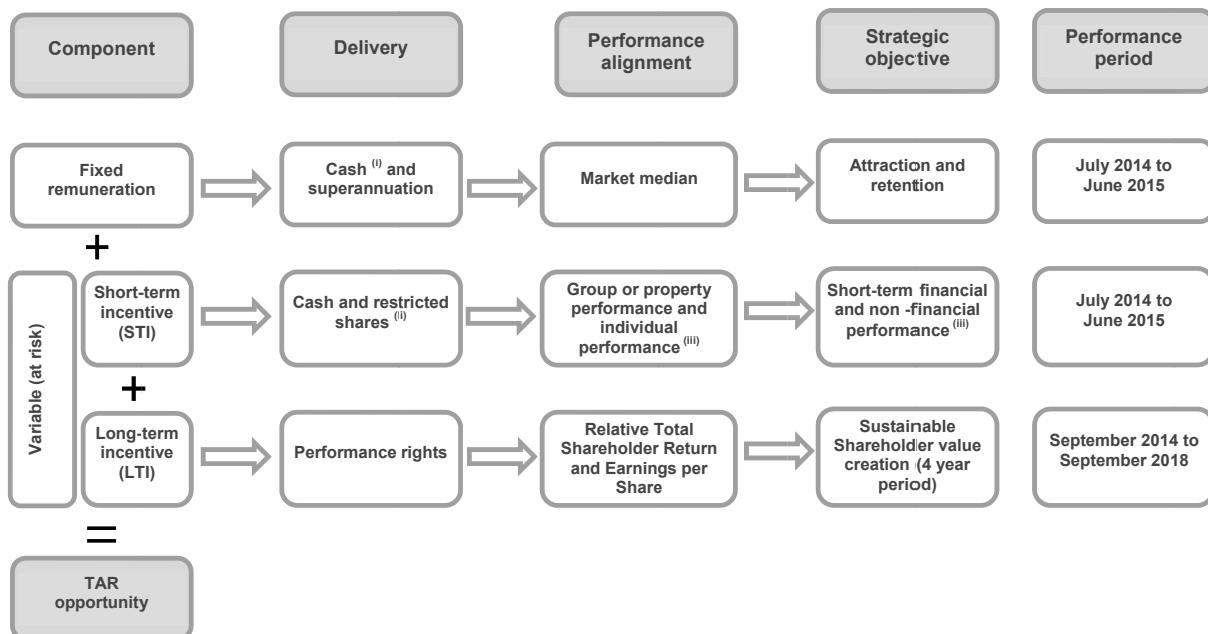 Component
Delivery
Performance
alignment
Strategic
objective
Performance
period
Fixed
remuneration
Cash (i) and
superannuation
Market median
Attraction and
retention
July 2014 to
June 2015
+
Variable (at risk)
Short-term
incentive
(STI)
Cash and restricted
shares (ii)
Group or property
performance and
individual
performance (iii)
Short-term financial
and non -financial
performance (iii)
July 2014 to
June 2015
+
Long-term
incentive
(LTI)
Performance rights
Relative Total
Shareholder Return
and Earnings per
Share
Sustainable
Shareholder value
creation (4 year
period)
September 2014 to
September 2018
=
TAR
opportunity